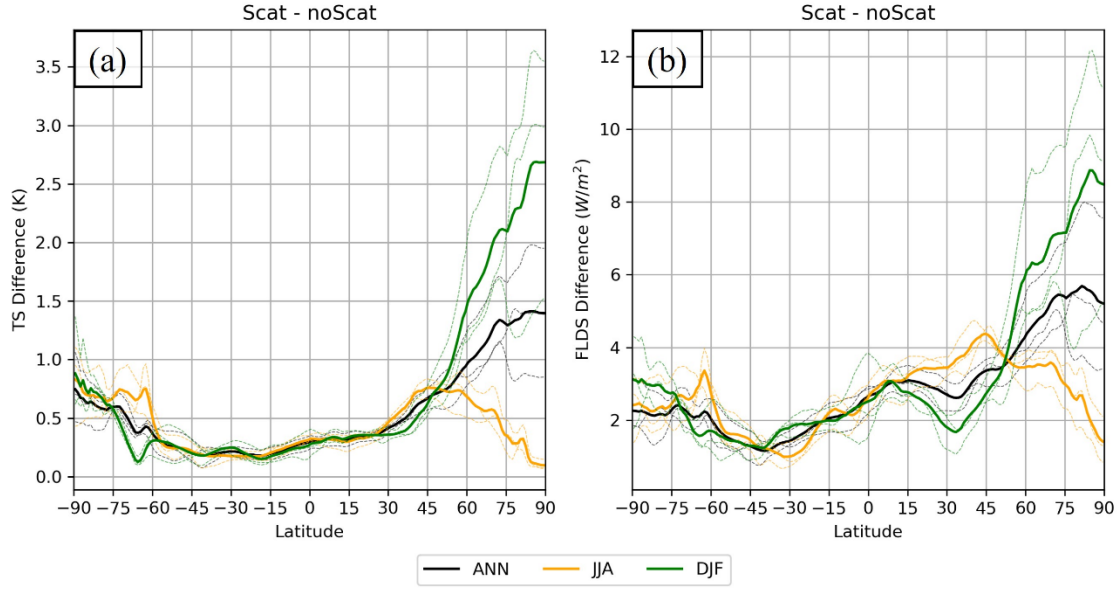 Scat - noScat
(a)
TS Difference (K)
3.5
3.0
2.5
2.0
1.5
1.0
0.5
0.0
−90 −75 −60 −45 −30 −15 0 15 30 45 60 75 90
Latitude
Scat - noScat
(b)
FLDS Difference (W/m²)
12
10
8
6
4
2
−90 −75 −60 −45 −30 −15 0 15 30 45 60 75 90
Latitude
ANN JJA DJF